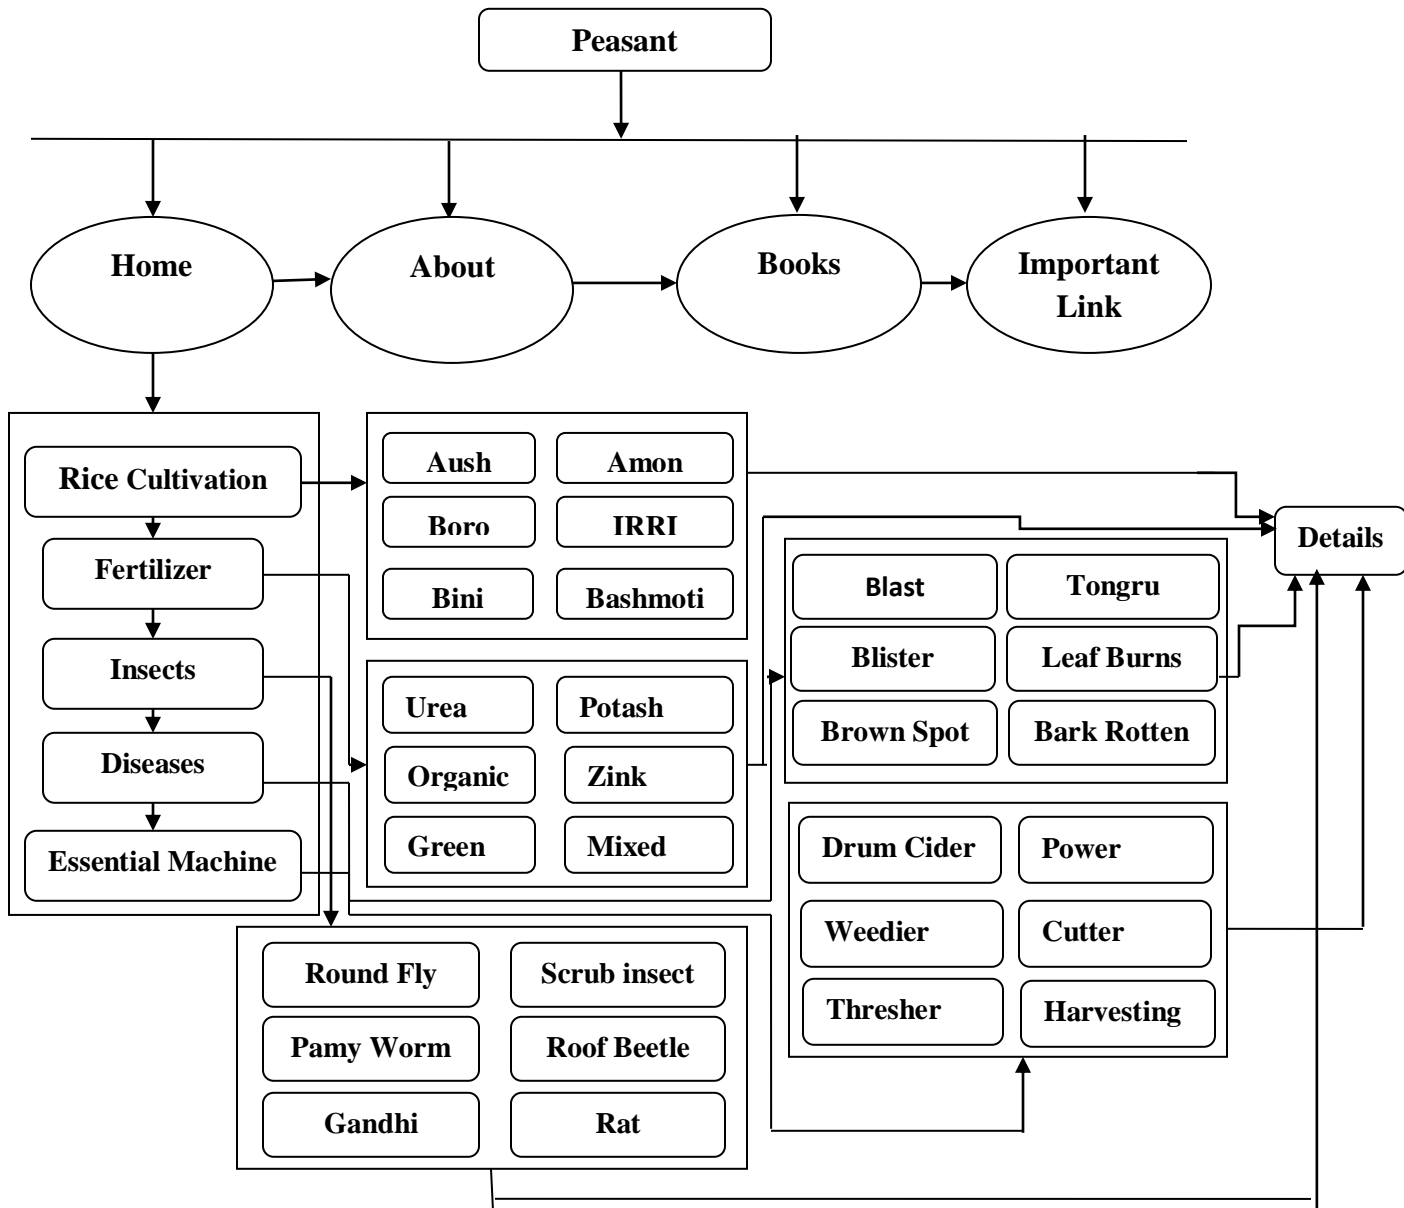 Peasant
Home
About
Books
Important
Link
Rice Cultivation
Fertilizer
Insects
Diseases
Essential Machine
Aush
Amon
Boro
IRRI
Bini
Bashmoti
Urea
Potash
Organic
Zink
Green
Mixed
Blast
Tongru
Blister
Leaf Burns
Brown Spot
Bark Rotten
Drum Cider
Power
Weedier
Cutter
Thresher
Harvesting
Round Fly
Scrub insect
Pamy Worm
Roof Beetle
Gandhi
Rat
Details